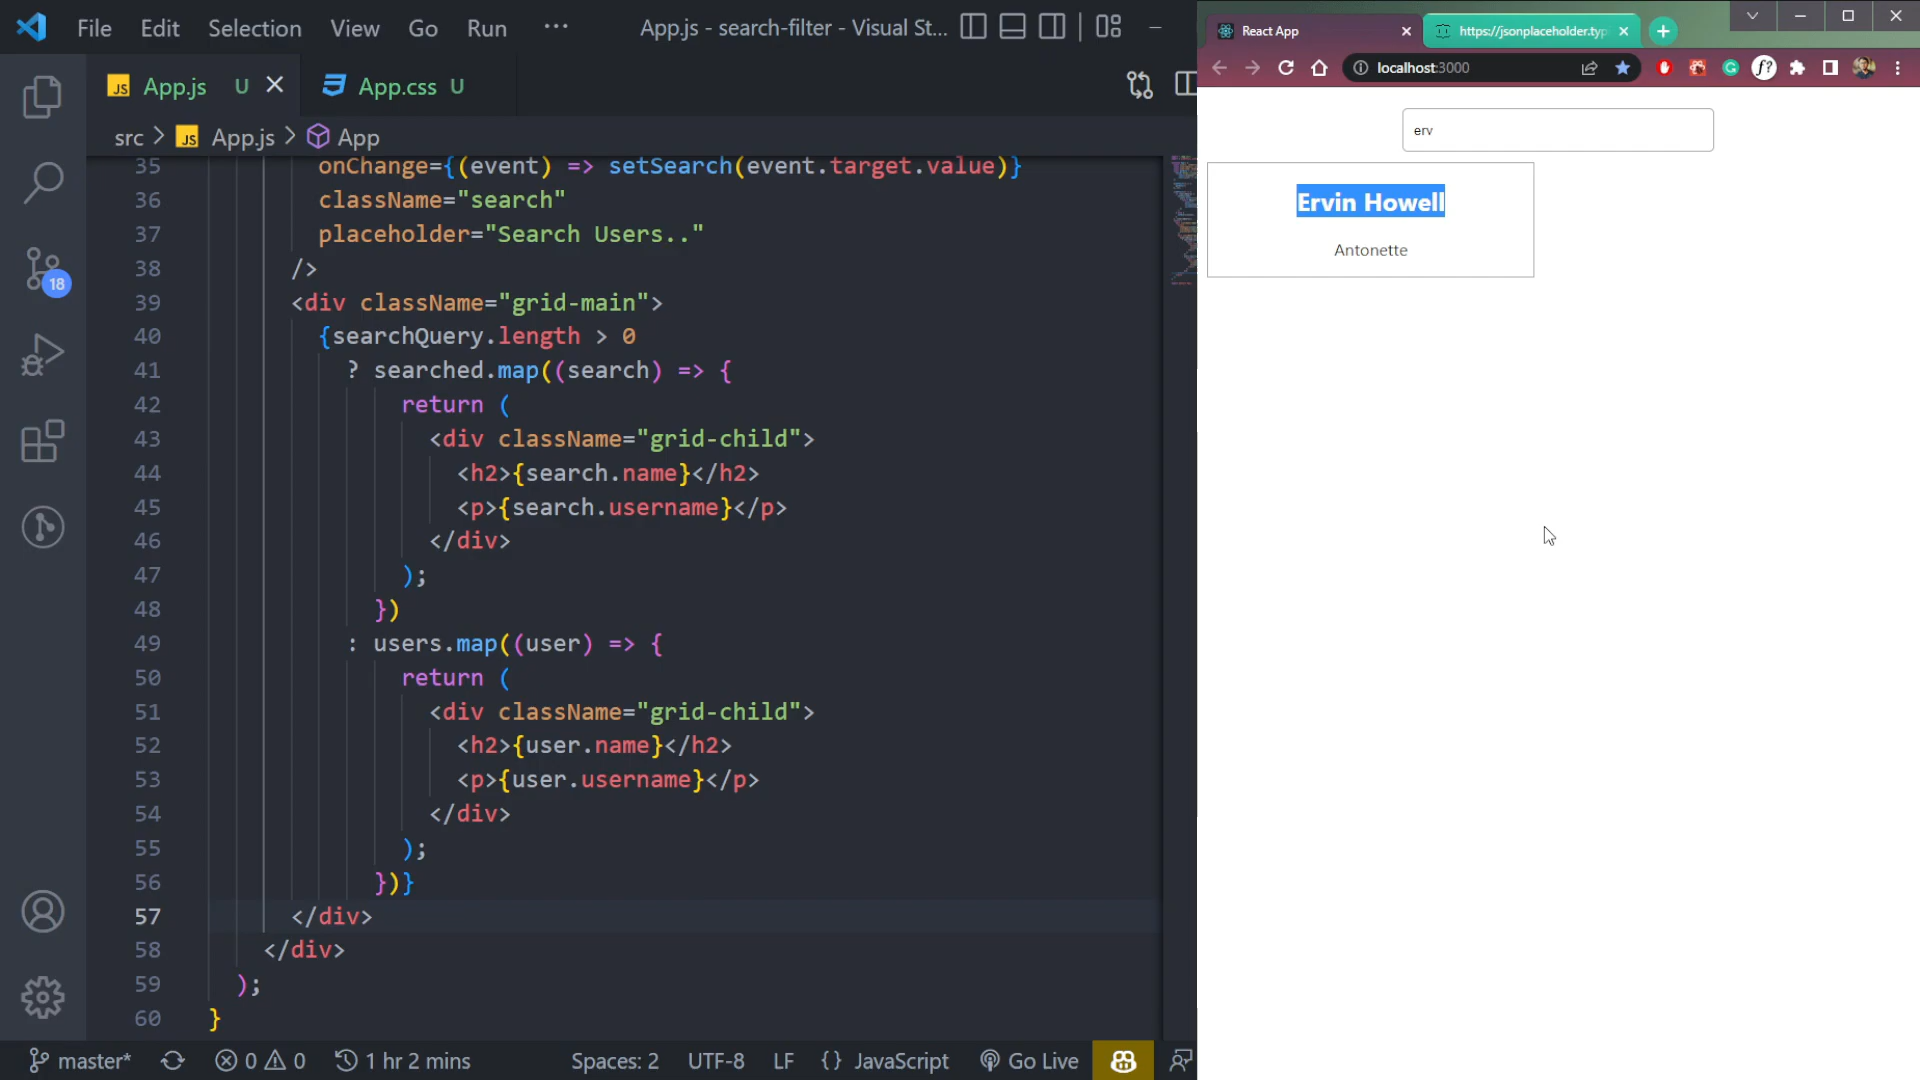 File Edit Selection View Go Run ··· App.js - search-filter - Visual St...
JS App.js U App.css U
src > JS App.js > App
35 onChange={(event) => setSearch(event.target.value)}
36 className="search"
37 placeholder="Search Users.."
38 />
39 <div className="grid-main">
40 {searchQuery.length > 0
41 ? searched.map((search) => {
42 return (
43 <div className="grid-child">
44 <h2>{search.name}</h2>
45 <p>{search.username}</p>
46 </div>
47 );
48 })
49 : users.map((user) => {
50 return (
51 <div className="grid-child">
52 <h2>{user.name}</h2>
53 <p>{user.username}</p>
54 </div>
55 );
56 })}
57 </div>
58 </div>
59 );
60 }
18
master* 0 0 1 hr 2 mins Spaces: 2 UTF-8 LF {} JavaScript Go Live
React App https://jsonplaceholder.typ
localhost:3000 f?
erv
Ervin Howell
Antonette